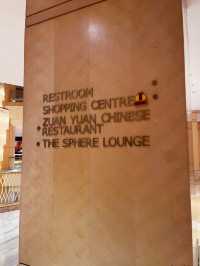 RESTROOM
SHOPPING CENTRE
ZUAN YUAN CHINESE
RESTAURANT
THE SPHERE LOUNGE